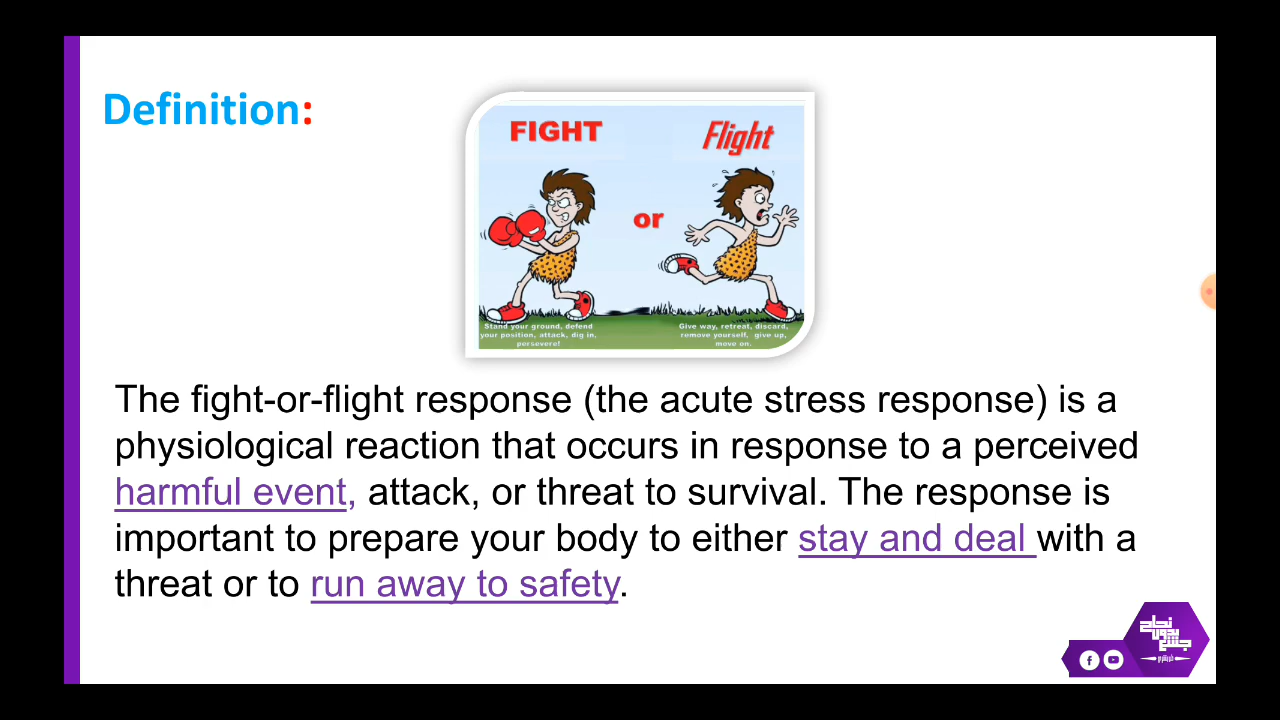 Definition:
FIGHT
Flight
or
Stand your ground, defend
your position, attack, dig in,
persevere!
Give way, retreat, discard,
remove yourself, give up,
move on.
The fight-or-flight response (the acute stress response) is a
physiological reaction that occurs in response to a perceived
harmful event, attack, or threat to survival. The response is
important to prepare your body to either stay and deal with a
threat or to run away to safety.
نجاح
بدون
جشع